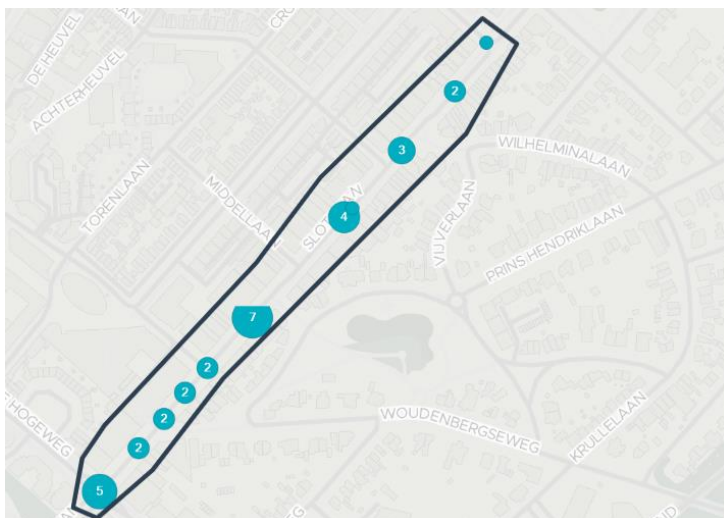 DE HEUVEL
ACHTERHEUVEL
2
WILHELMINALAAN
3
TORENLAAN
MIDDELLAAN
4
VIJVERLAAN
PRINS HENDRIKLAAN
7
2
2
2
WOUDENBERGSEWEG
KRULLELAAN
2
5